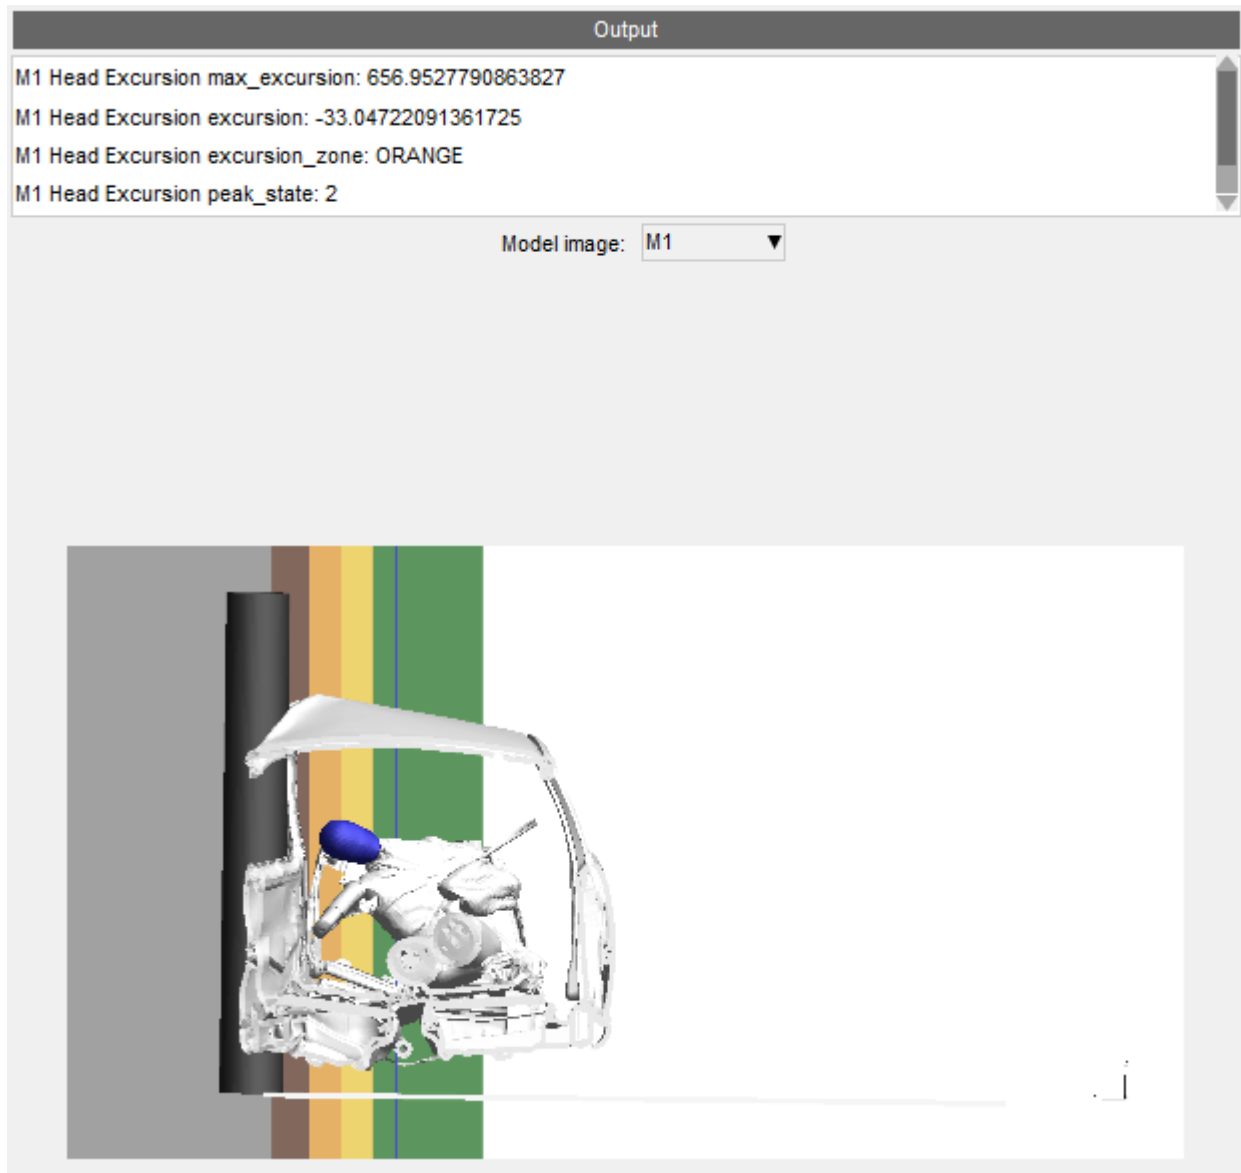 Output
M1 Head Excursion max_excursion: 656.9527790863827
M1 Head Excursion excursion: -33.04722091361725
M1 Head Excursion excursion_zone: ORANGE
M1 Head Excursion peak_state: 2
Model image: M1